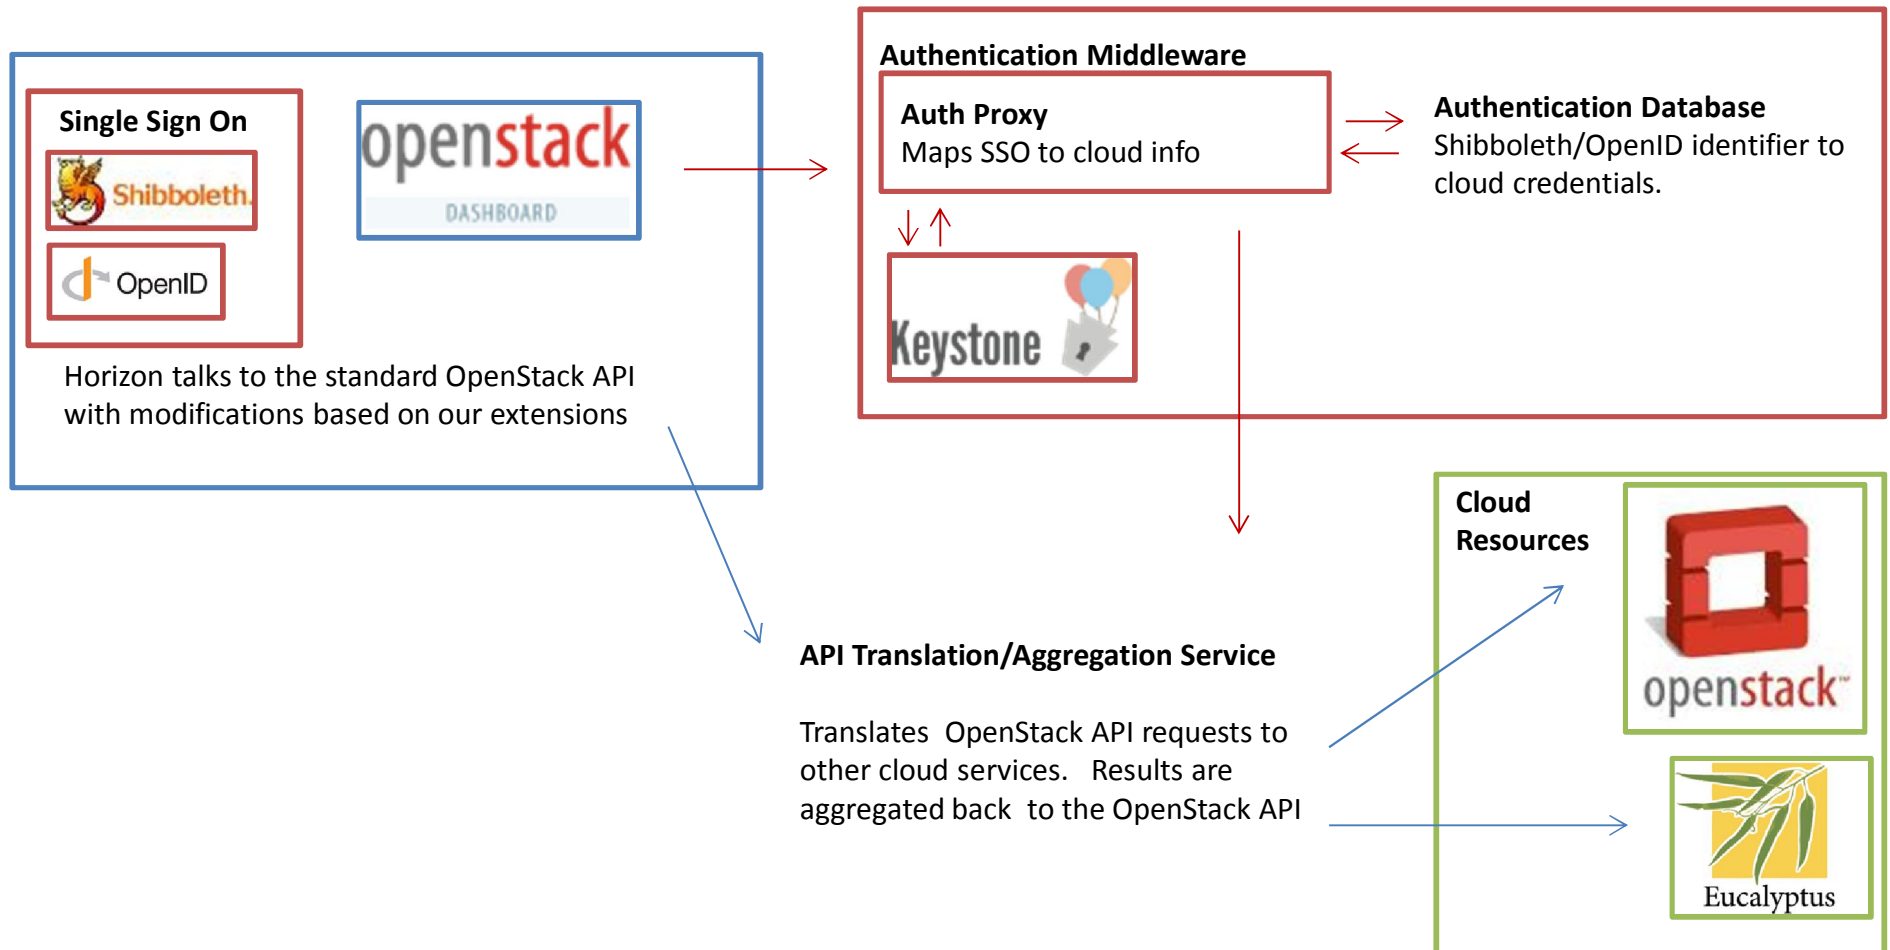 Single Sign On
Shibboleth.
OpenID
openstack
DASHBOARD
Horizon talks to the standard OpenStack API
with modifications based on our extensions
Authentication Middleware
Auth Proxy
Maps SSO to cloud info
Authentication Database
Shibboleth/OpenID identifier to
cloud credentials.
Keystone
API Translation/Aggregation Service
Translates  OpenStack API requests to
other cloud services.   Results are
aggregated back  to the OpenStack API
Cloud
Resources
openstack™
Eucalyptus